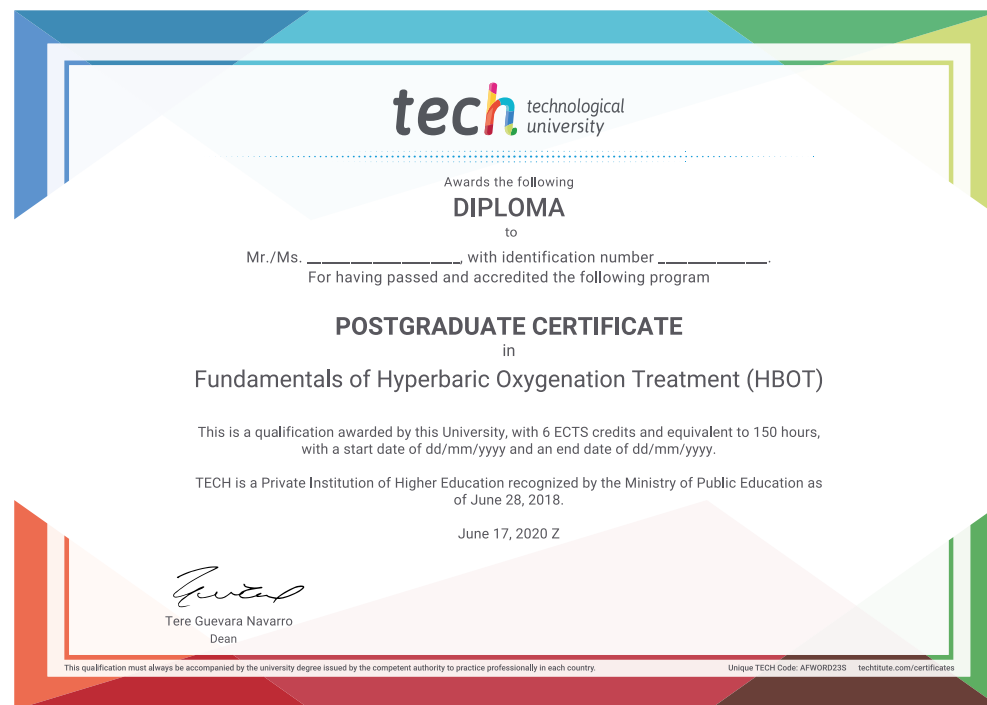 tech technological
university
Awards the following
DIPLOMA
to
Mr./Ms. ____________________, with identification number ______________.
For having passed and accredited the following program
POSTGRADUATE CERTIFICATE
in
Fundamentals of Hyperbaric Oxygenation Treatment (HBOT)
This is a qualification awarded by this University, with 6 ECTS credits and equivalent to 150 hours,
with a start date of dd/mm/yyyy and an end date of dd/mm/yyyy.
TECH is a Private Institution of Higher Education recognized by the Ministry of Public Education as
of June 28, 2018.
June 17, 2020 Z
Tere Guevara Navarro
Dean
This qualification must always be accompanied by the university degree issued by the competent authority to practice professionally in each country.
Unique TECH Code: AFWORD23S techtitute.com/certificates